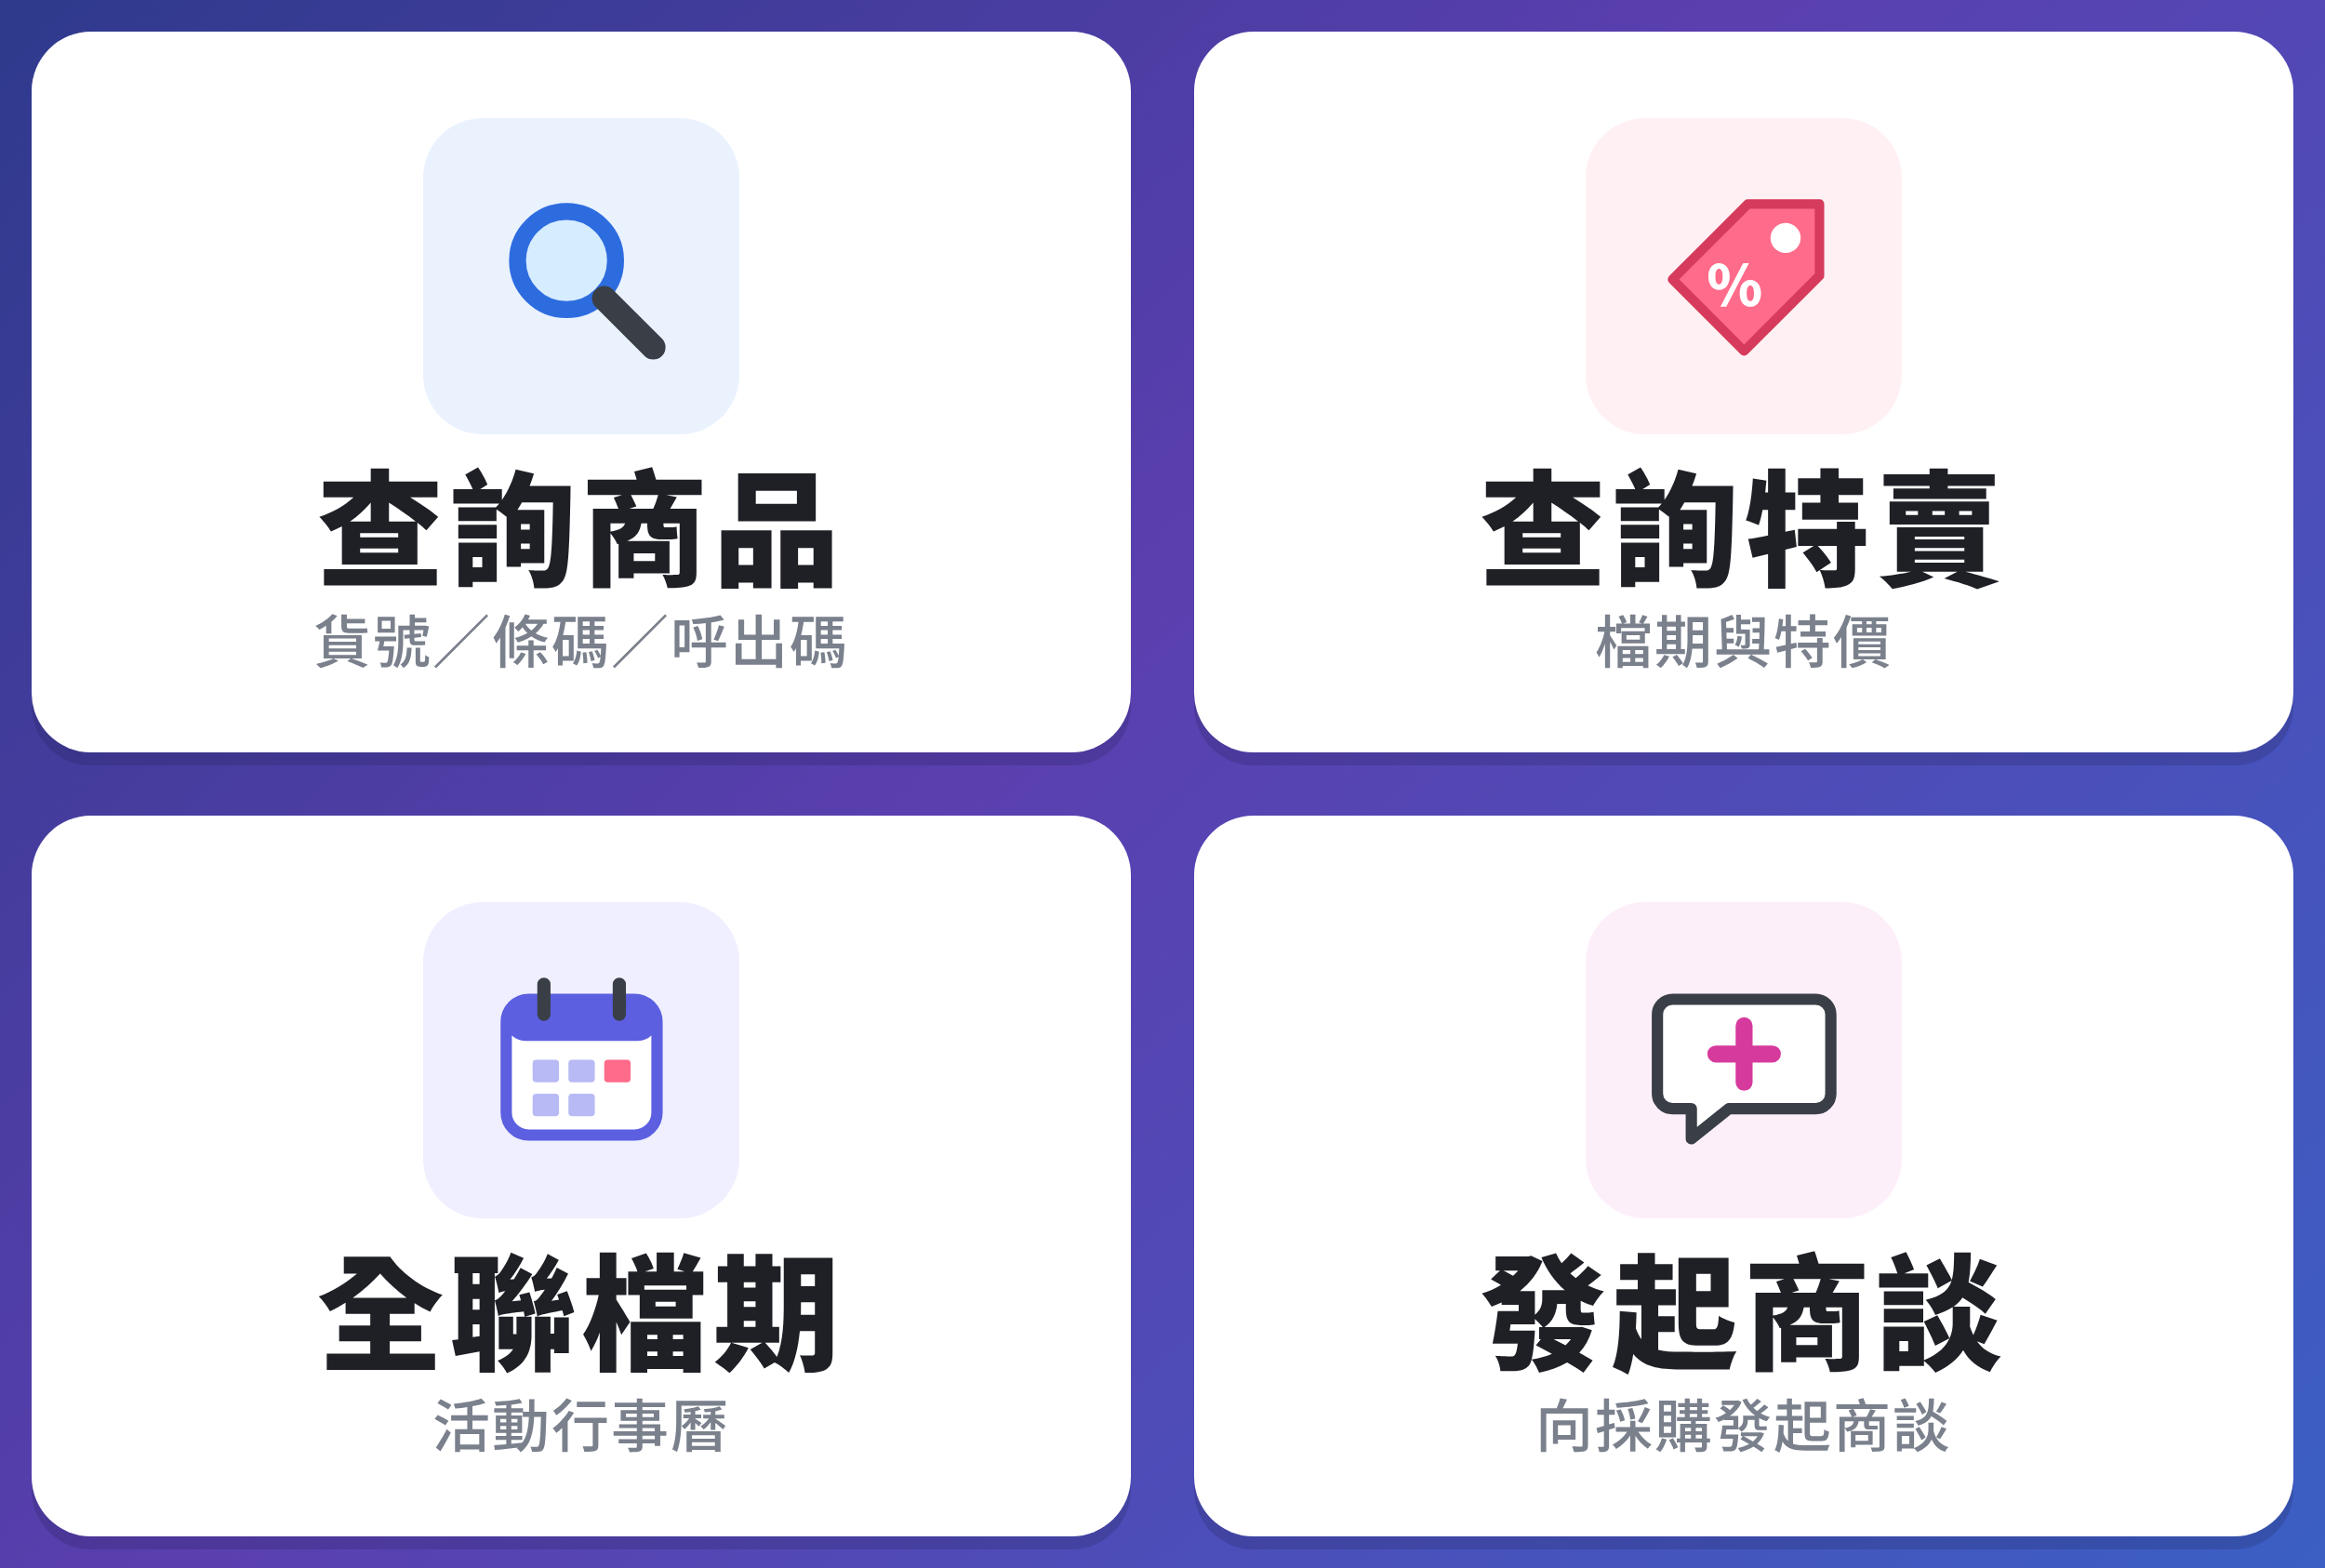 %
查詢商品
查詢特賣
貨號／條碼／呼出碼
檔期與特價
全聯檔期
發起商談
活動行事曆
向採購發起商談